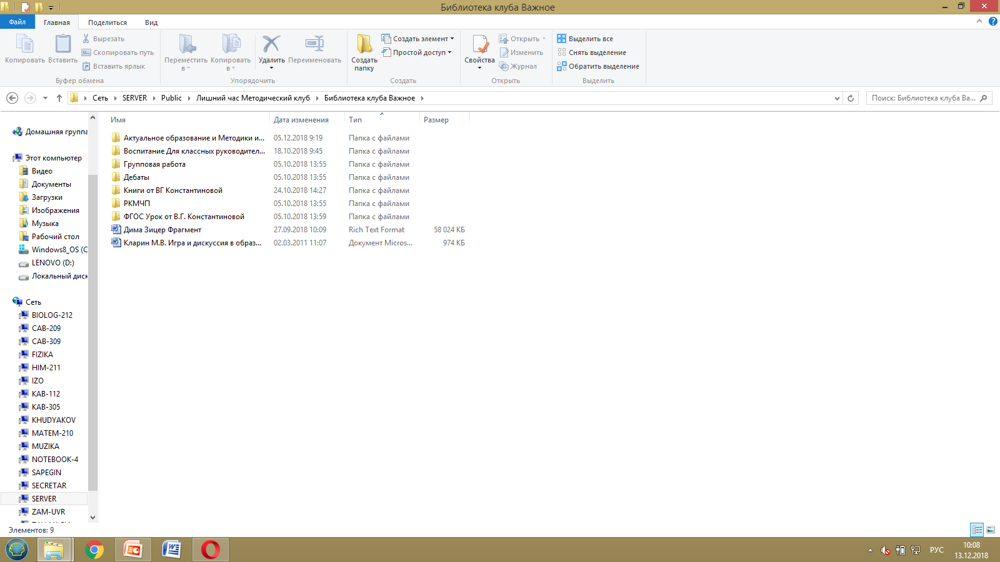 Библиотека клуба Важное
Файл Главная Поделиться Вид
Копировать Вставить Вырезать Скопировать путь Вставить ярлык
Буфер обмена
Переместить в Копировать в Удалить Переименовать
Упорядочить
Создать папку Создать элемент Простой доступ
Создать
Свойства Открыть Изменить Журнал
Открыть
Выделить все Снять выделение Обратить выделение
Выделить
Сеть SERVER Public Лишний час Методический клуб Библиотека клуба Важное
Поиск: Библиотека клуба Ва...
Домашняя группа
Этот компьютер
Видео
Документы
Загрузки
Изображения
Музыка
Рабочий стол
Windows8_OS (C
LENOVO (D:)
Локальный диск
Сеть
BIOLOG-212
CAB-209
CAB-309
FIZIKA
HIM-211
IZO
KAB-112
KAB-305
KHUDYAKOV
MATEM-210
MUZIKA
NOTEBOOK-4
SAPEGIN
SECRETAR
SERVER
ZAM-UVR
Имя Дата изменения Тип Размер
Актуальное образование и Методики и... 05.12.2018 9:19 Папка с файлами
Воспитание Для классных руководител... 18.10.2018 9:45 Папка с файлами
Групповая работа 05.10.2018 13:55 Папка с файлами
Дебаты 05.10.2018 13:55 Папка с файлами
Книги от ВГ Константиновой 24.10.2018 14:27 Папка с файлами
РКМЧП 05.10.2018 13:55 Папка с файлами
ФГОС Урок от В.Г. Константиновой 05.10.2018 13:59 Папка с файлами
Дима Зицер Фрагмент 27.09.2018 10:09 Rich Text Format 58 024 КБ
Кларин М.В. Игра и дискуссия в образ... 02.03.2011 11:07 Документ Micros... 974 КБ
Элементов: 9
РУС
10:08
13.12.2018